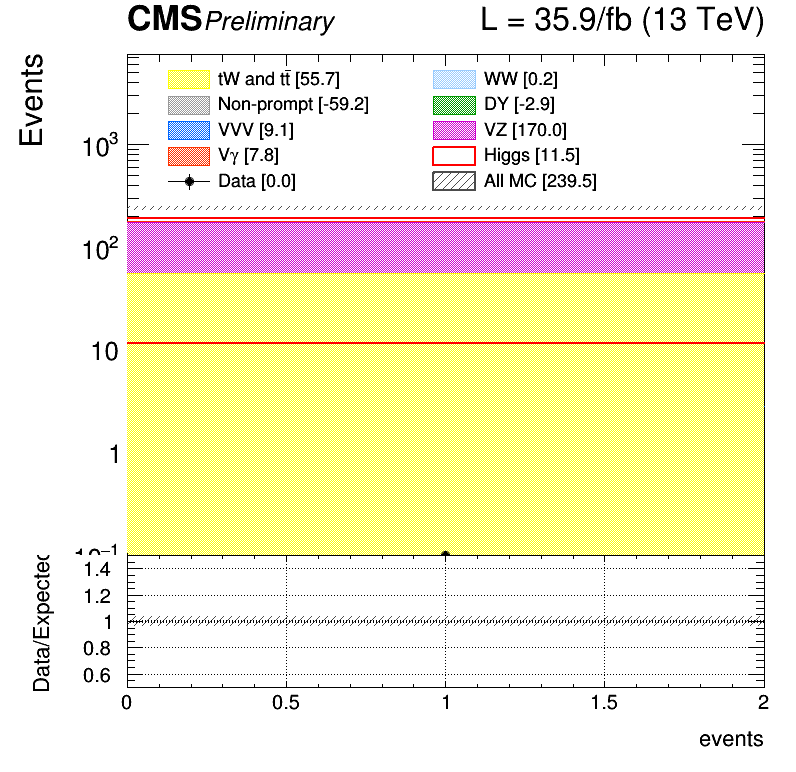 CMS Preliminary L = 35.9/fb (13 TeV)
Events
tW and tt̄ [55.7] WW [0.2]
Non-prompt [-59.2] DY [-2.9]
VVV [9.1] VZ [170.0]
Vγ [7.8] Higgs [11.5]
Data [0.0] All MC [239.5]
10³
10²
10
1
10⁻¹
Data/Expected
1.4
1.2
1
0.8
0.6
0 0.5 1 1.5 2
events